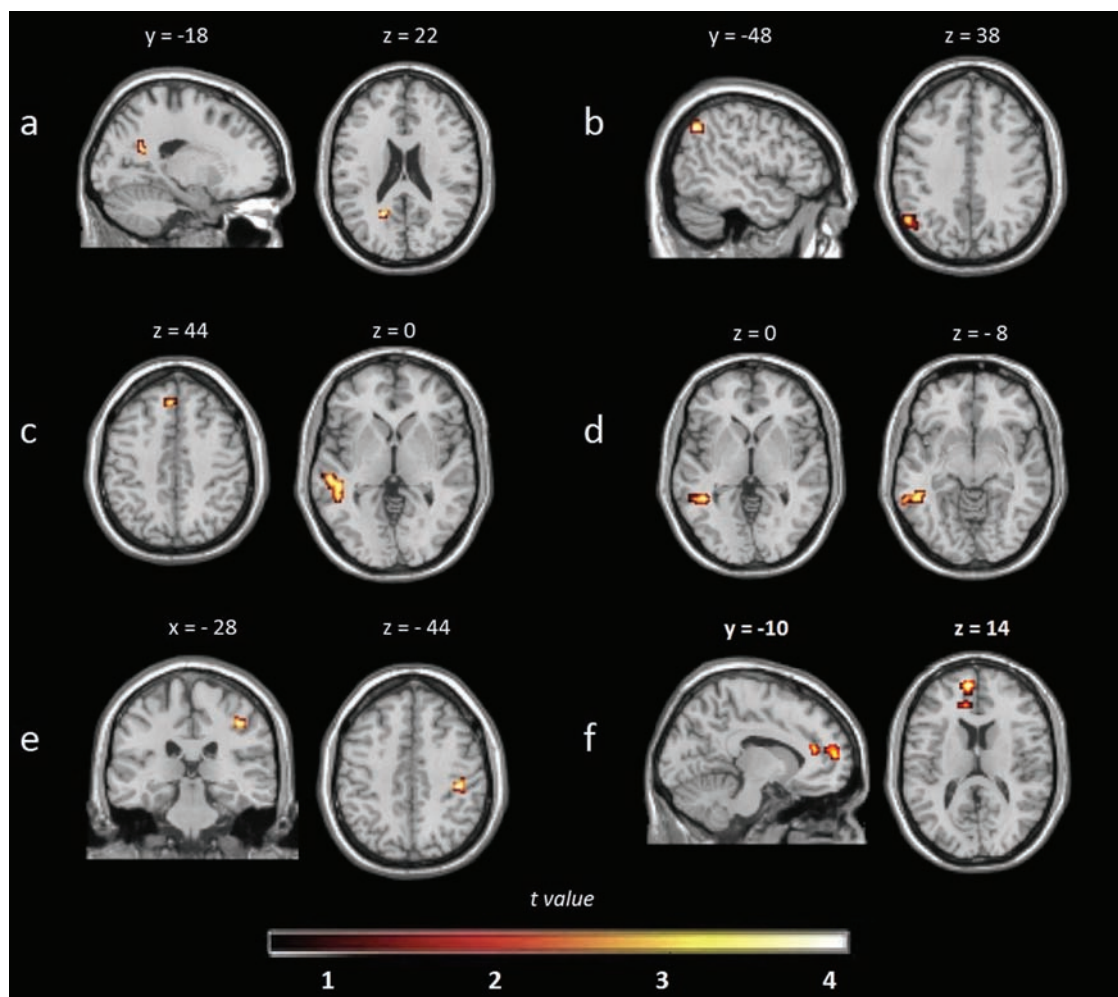 y = -18
z = 22
y = -48
z = 38
a
b
z = 44
z = 0
z = 0
z = - 8
c
d
x = - 28
z = - 44
y = -10
z = 14
e
f
t value
1 2 3 4